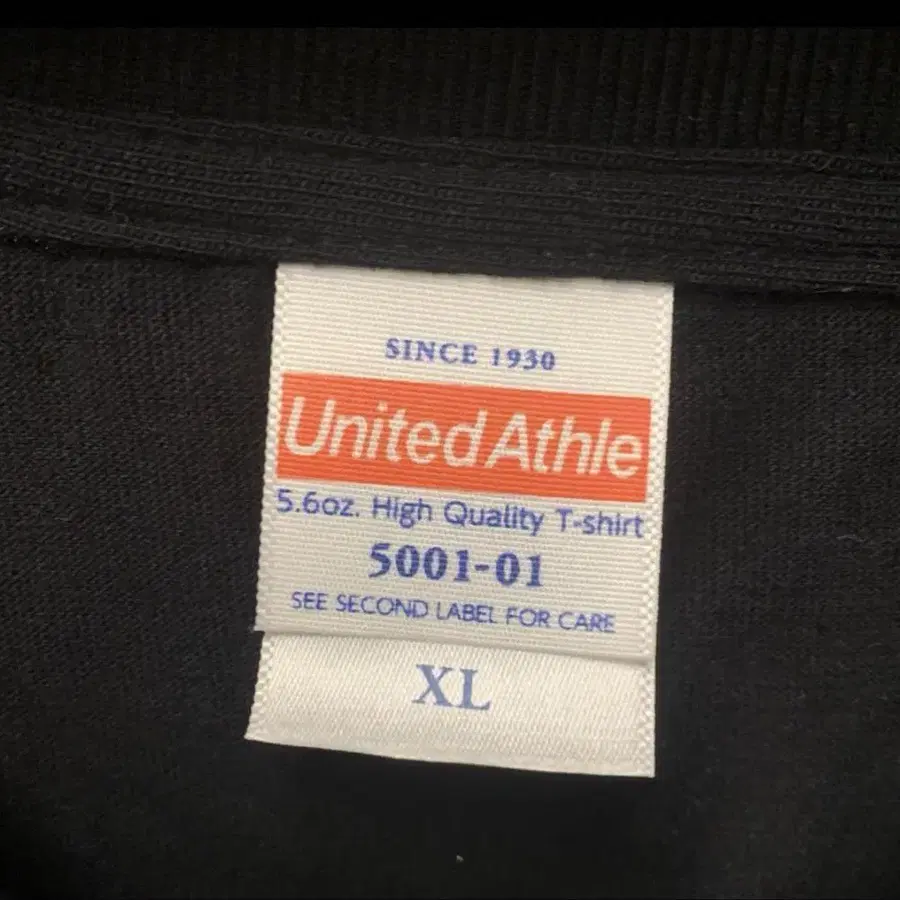 SINCE 1930
United Athle
5.6oz. High Quality T-shirt
5001-01
SEE SECOND LABEL FOR CARE
XL